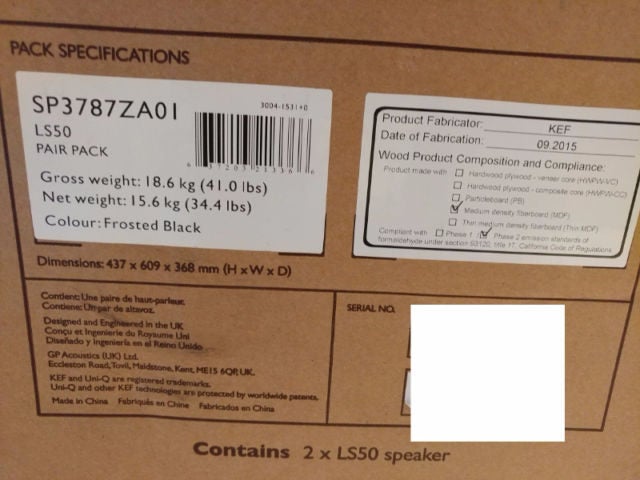 PACK SPECIFICATIONS
SP3787ZA01
LS50
PAIR PACK
3004-1531+0
Gross weight: 18.6 kg (41.0 lbs)
Net weight: 15.6 kg (34.4 lbs)
Colour: Frosted Black
Product Fabricator: KEF
Date of Fabrication: 09.2015
Wood Product Composition and Compliance:
Product made with ☐ Hardwood plywood - veneer core (HWPW-VC)
☐ Hardwood plywood - composite core (HWPW-CC)
☐ Particleboard (PB)
☑ Medium density fiberboard (MDF)
☐ Thin medium density fiberboard (Thin MDF)
Compliant with ☐ Phase 1 / ☑ Phase 2 emission standards of
formaldehyde under section 93120, title 17, California Code of Regulations
Dimensions: 437 x 609 x 368 mm (H x W x D)
Contient: Une paire de haut-parleur.
Contiene: Un par de altavoz.
Designed and Engineered in the UK
Conçu et Ingenierie du Royaume Uni
Diseñado y ingeniería en el Reino Unido
GP Acoustics (UK) Ltd.
Eccleston Road, Tovil, Maidstone, Kent, ME15 6QP, UK.
KEF and Uni-Q are registered trademarks.
Uni-Q and other KEF technologies are protected by worldwide patents.
Made in China Fabriqués en Chine Fabricados en China
SERIAL NO.
Contains 2 x LS50 speaker